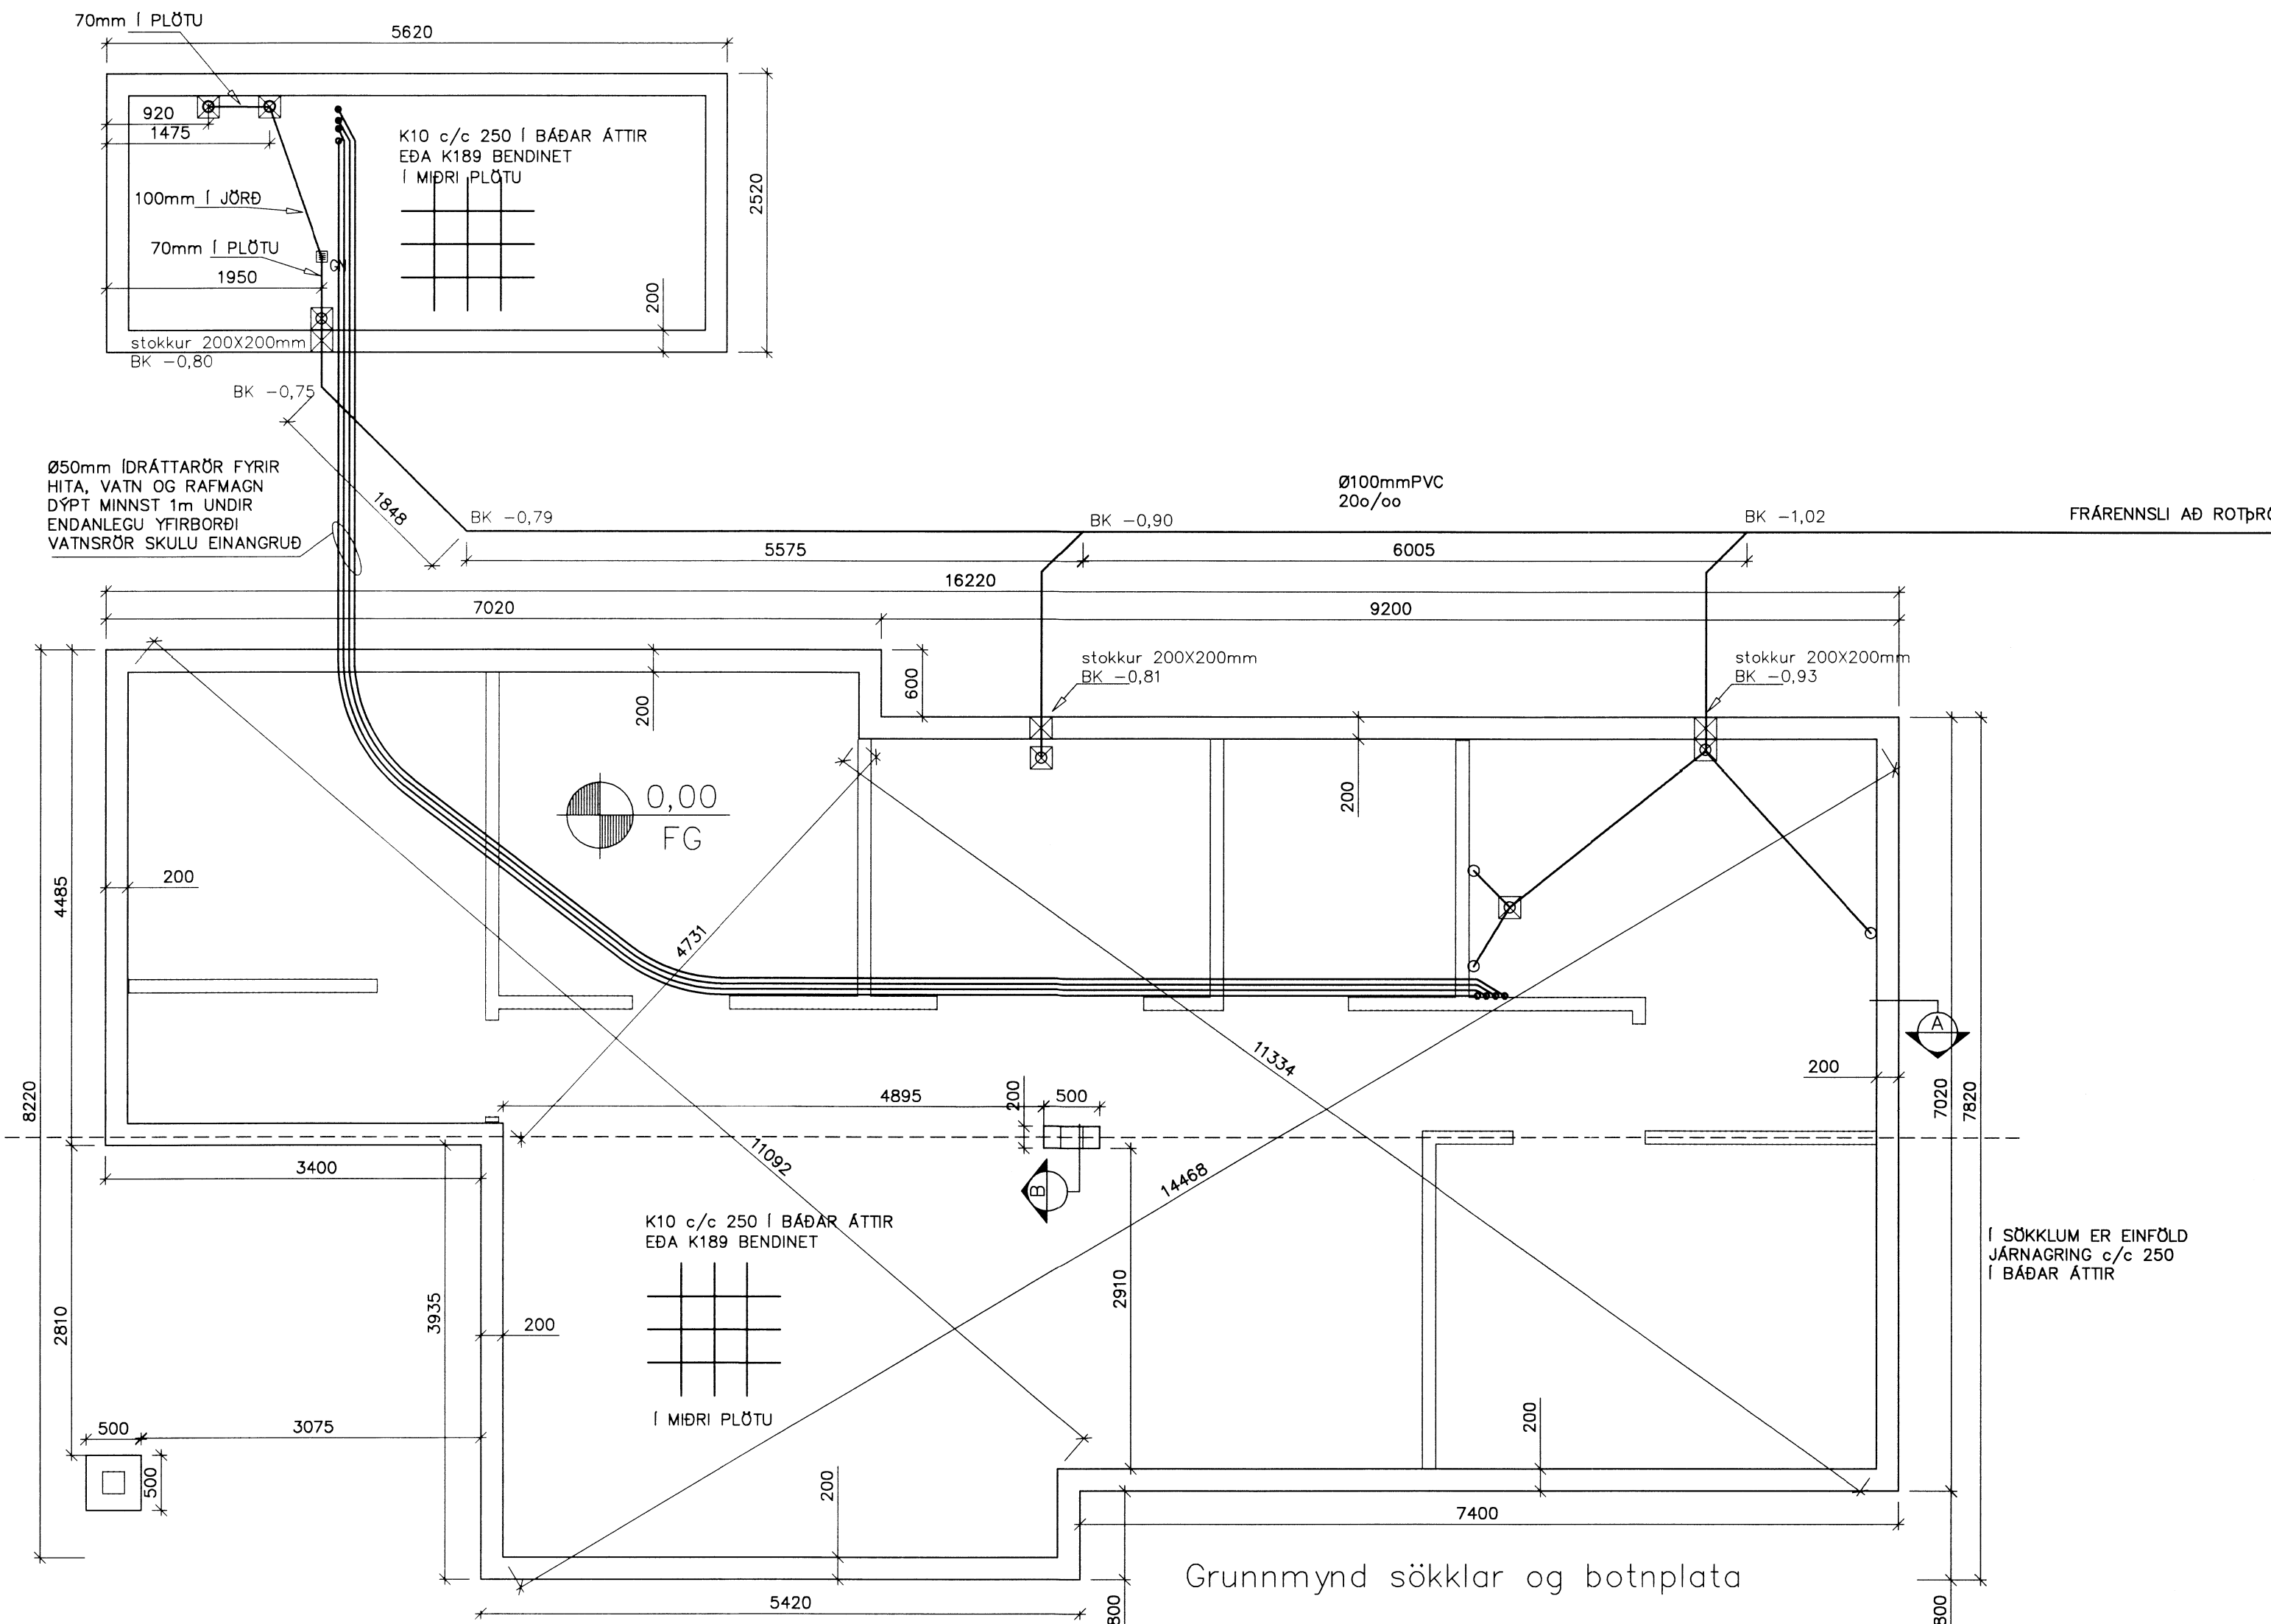 70mm Í PLÖTU
5620
920
1475
K10 c/c 250 Í BÁÐAR ÁTTIR
EÐA K189 BENDINET
Í MIÐRI PLÖTU
2520
100mm Í JÖRÐ
70mm Í PLÖTU
GN
1950
200
stokkur 200X200mm
BK -0,80
BK -0,75
Ø50mm ÍDRÁTTARÖR FYRIR
HITA, VATN OG RAFMAGN
DÝPT MINNST 1m UNDIR
ENDANLEGU YFIRBORÐI
VATNSRÖR SKULU EINANGRUÐ
1848
Ø100mmPVC
20o/oo
BK -0,79
BK -0,90
BK -1,02
FRÁRENNSLI AÐ ROTÞRÓ
5575
6005
16220
7020
9200
stokkur 200X200mm
BK -0,81
stokkur 200X200mm
BK -0,93
600
200
200
0,00
FG
200
4485
4731
11334
A
200
8220
7020
7820
4895
200
500
3400
11092
14468
B
K10 c/c 250 Í BÁÐAR ÁTTIR
EÐA K189 BENDINET
Í SÖKKLUM ER EINFÖLD
JÁRNAGRING c/c 250
Í BÁÐAR ÁTTIR
2910
2810
3935
200
Í MIÐRI PLÖTU
500
3075
500
200
200
7400
Grunnmynd sökklar og botnplata
5420
800
800